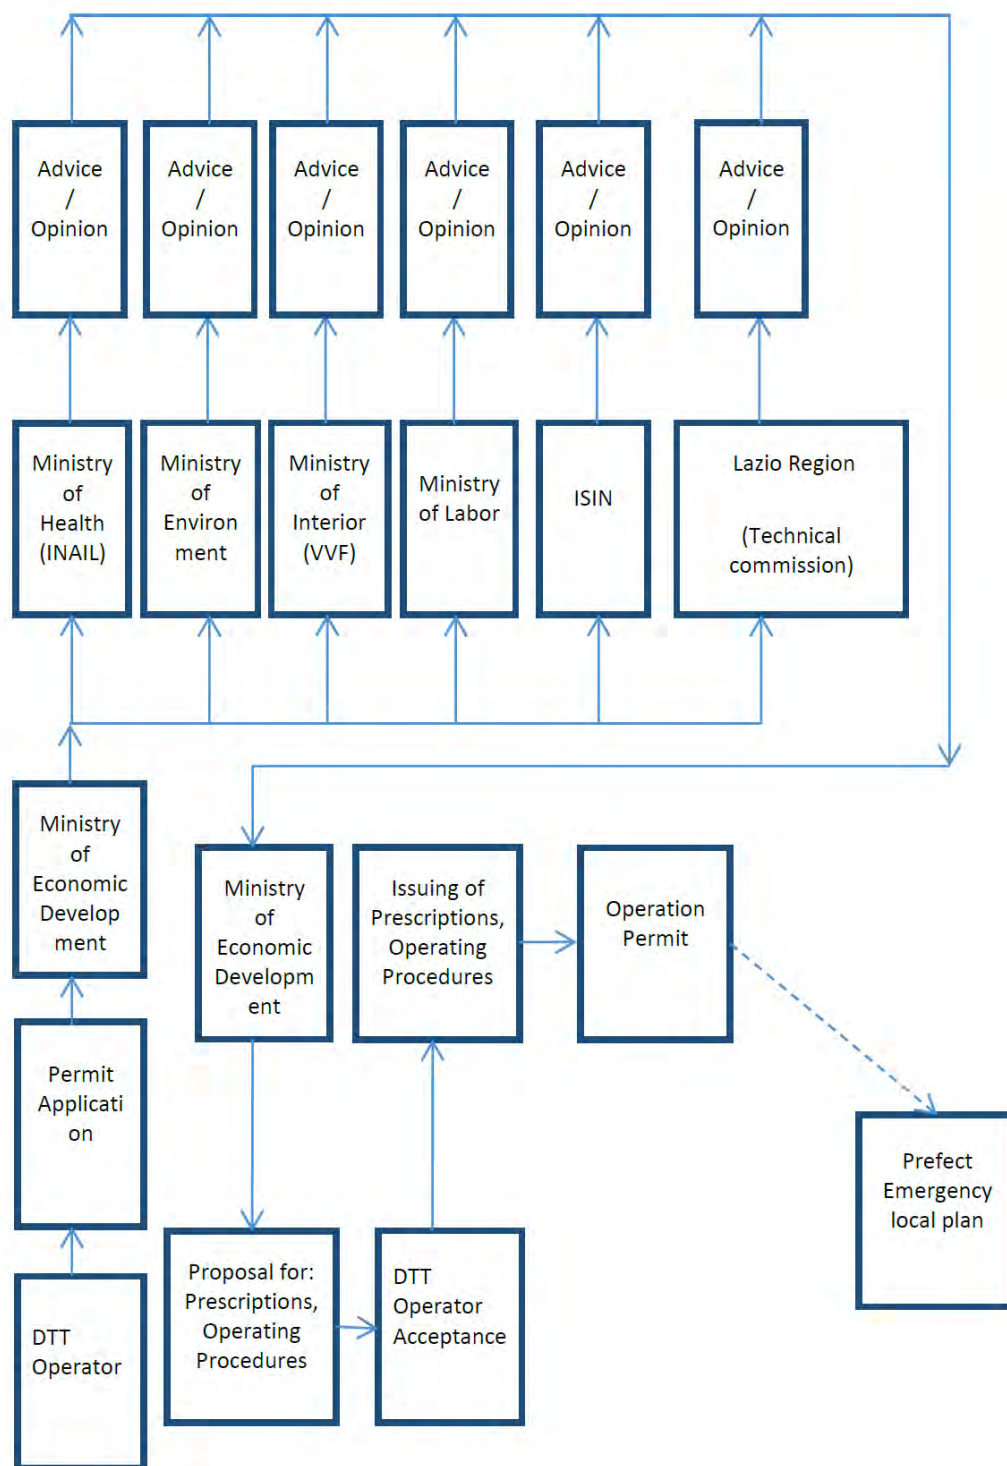 Advice
/
Opinion
Advice
/
Opinion
Advice
/
Opinion
Advice
/
Opinion
Advice
/
Opinion
Advice
/
Opinion
Ministry
of
Health
(INAIL)
Ministry
of
Environ
ment
Ministry
of
Interior
(VVF)
Ministry
of Labor
ISIN
Lazio Region
(Technical
commission)
Ministry
of
Economic
Develop
ment
Ministry
of
Economic
Developm
ent
Issuing of
Prescriptions,
Operating
Procedures
Operation
Permit
Permit
Applicati
on
Prefect
Emergency
local plan
DTT
Operator
Proposal for:
Prescriptions,
Operating
Procedures
DTT
Operator
Acceptance